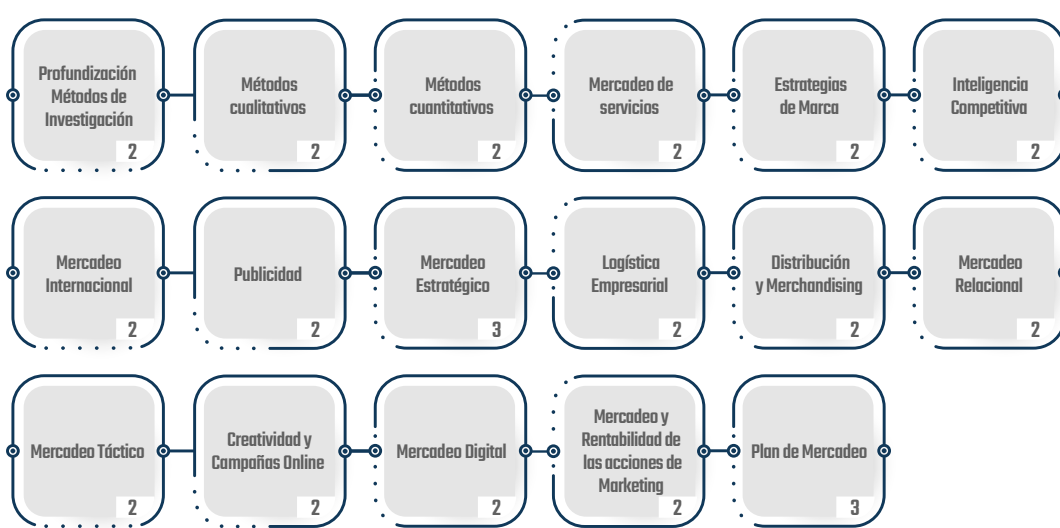 Profundización
Métodos de
Investigación
2
Métodos
cualitativos
2
Métodos
cuantitativos
2
Mercadeo de
servicios
2
Estrategias
de Marca
2
Inteligencia
Competitiva
2
Mercadeo
Internacional
2
Publicidad
2
Mercadeo
Estratégico
3
Logística
Empresarial
2
Distribución
y Merchandising
2
Mercadeo
Relacional
2
Mercadeo Táctico
2
Creatividad y
Campañas Online
2
Mercadeo Digital
2
Mercadeo y
Rentabilidad de
las acciones de
Marketing
2
Plan de Mercadeo
3